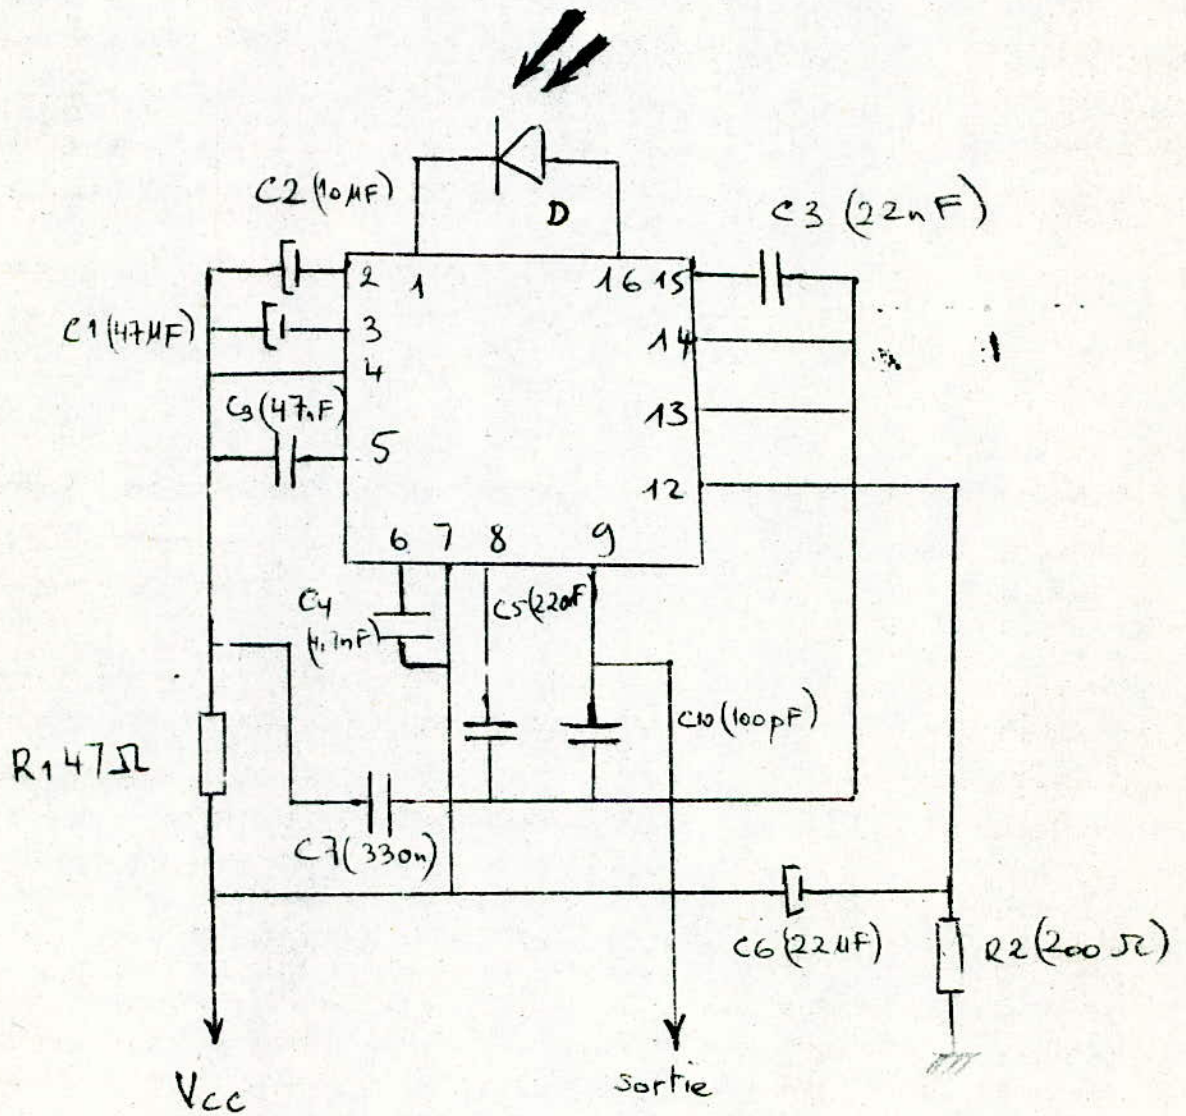 C2 (10µF)
D
C3 (22nF)
2 1 16 15
C1 (47µF) 3
14
4
C9 (47nF)
13
5
12
6 7 8 9
C4
(4,7nF)
C5 (22nF)
C10 (100pF)
R1 47Ω
C7 (330n)
C6 (22µF)
R2 (200Ω)
Vcc
Sortie